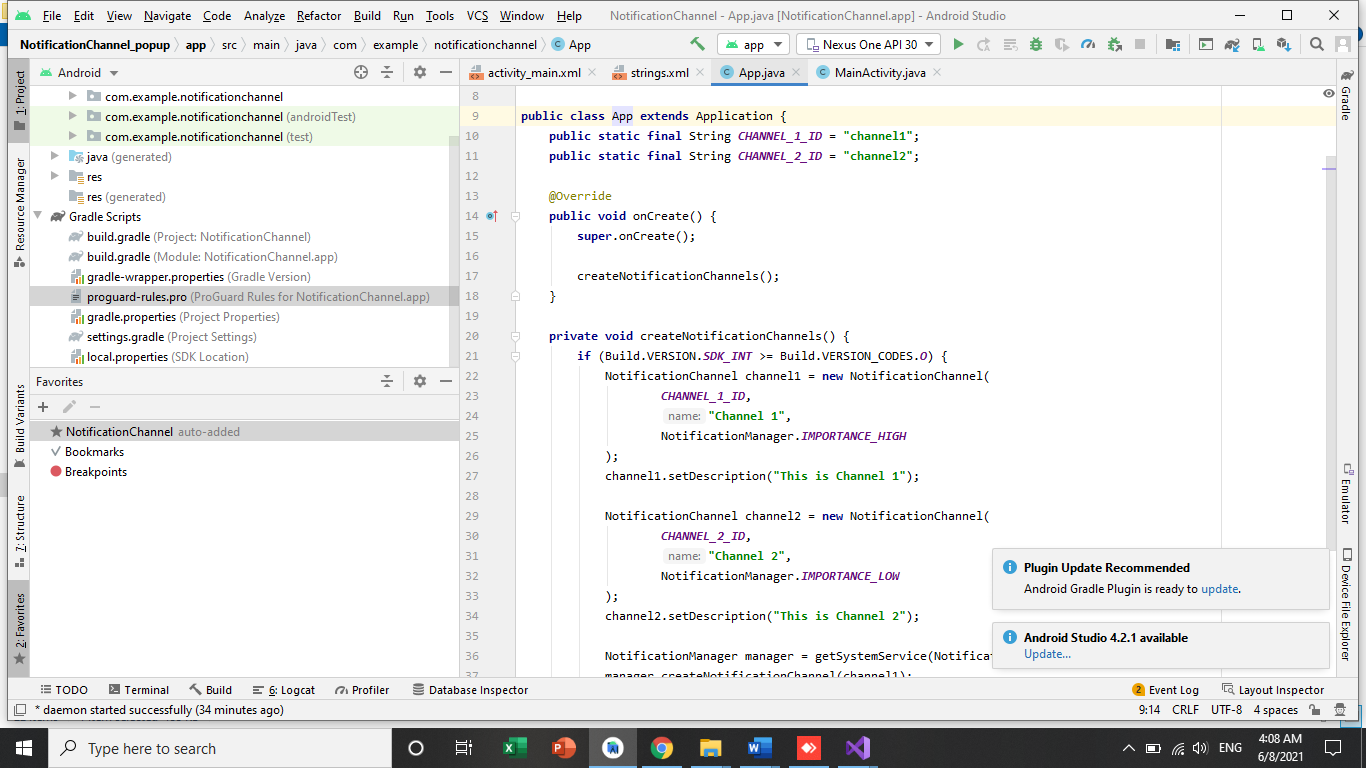 File Edit View Navigate Code Analyze Refactor Build Run Tools VCS Window Help NotificationChannel - App.java [NotificationChannel.app] - Android Studio
NotificationChannel_popup app src main java com example notificationchannel App app Nexus One API 30
1: Project
Resource Manager
Build Variants
7: Structure
2: Favorites
Android
com.example.notificationchannel
com.example.notificationchannel (androidTest)
com.example.notificationchannel (test)
java (generated)
res
res (generated)
Gradle Scripts
build.gradle (Project: NotificationChannel)
build.gradle (Module: NotificationChannel.app)
gradle-wrapper.properties (Gradle Version)
proguard-rules.pro (ProGuard Rules for NotificationChannel.app)
gradle.properties (Project Properties)
settings.gradle (Project Settings)
local.properties (SDK Location)
Favorites
NotificationChannel auto-added
Bookmarks
Breakpoints
activity_main.xml strings.xml App.java MainActivity.java
8
9 public class App extends Application {
10 public static final String CHANNEL_1_ID = "channel1";
11 public static final String CHANNEL_2_ID = "channel2";
12
13 @Override
14 public void onCreate() {
15 super.onCreate();
16
17 createNotificationChannels();
18 }
19
20 private void createNotificationChannels() {
21 if (Build.VERSION.SDK_INT >= Build.VERSION_CODES.O) {
22 NotificationChannel channel1 = new NotificationChannel(
23 CHANNEL_1_ID,
24 name: "Channel 1",
25 NotificationManager.IMPORTANCE_HIGH
26 );
27 channel1.setDescription("This is Channel 1");
28
29 NotificationChannel channel2 = new NotificationChannel(
30 CHANNEL_2_ID,
31 name: "Channel 2",
32 NotificationManager.IMPORTANCE_LOW
33 );
34 channel2.setDescription("This is Channel 2");
35
36 NotificationManager manager = getSystemService(Notificat
37 manager.createNotificationChannel(channel1);
Plugin Update Recommended
Android Gradle Plugin is ready to update.
Android Studio 4.2.1 available
Update...
Gradle
Emulator
Device File Explorer
TODO Terminal Build 6: Logcat Profiler Database Inspector 2 Event Log Layout Inspector
* daemon started successfully (34 minutes ago) 9:14 CRLF UTF-8 4 spaces
Type here to search
ENG
4:08 AM
6/8/2021